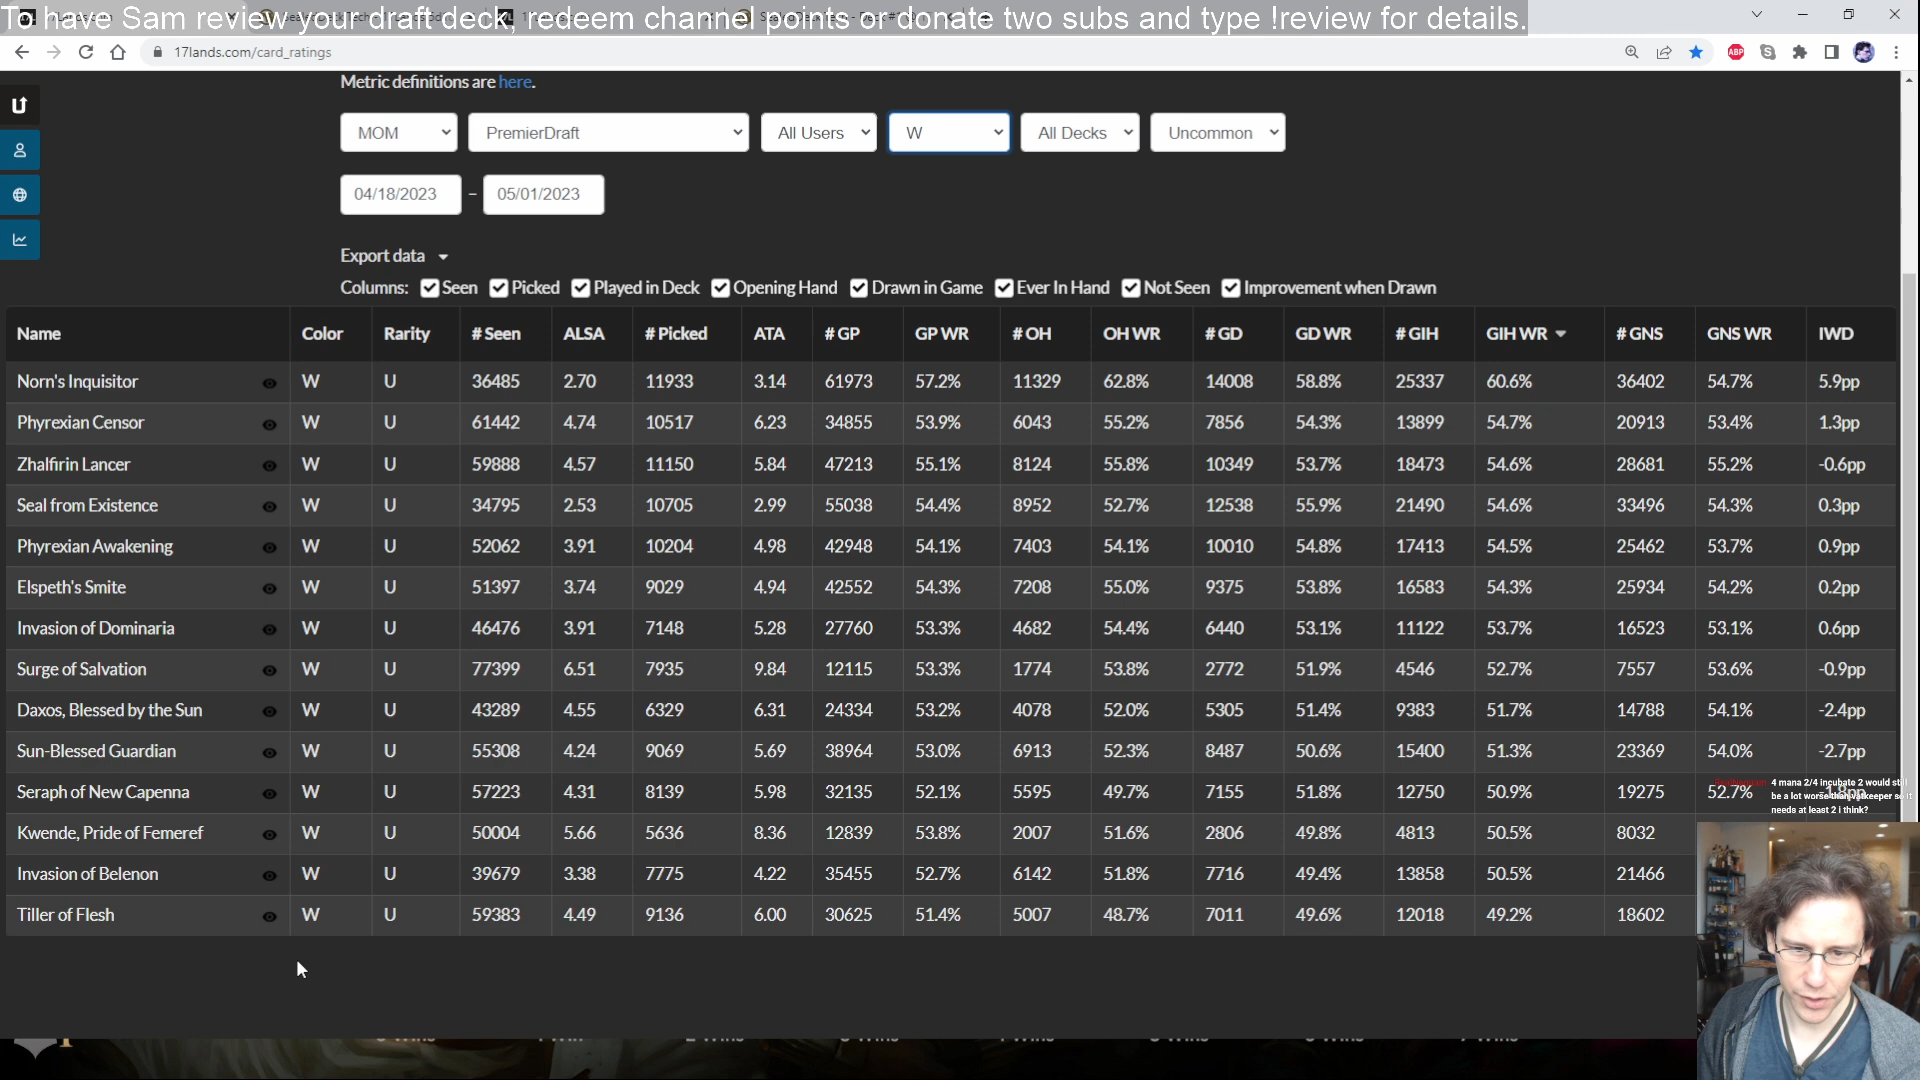 To have Sam review your draft deck, redeem channel points or donate two subs and type !review for details.
17lands.com/card_ratings
ABP
Metric definitions are here.
MOM PremierDraft All Users W All Decks Uncommon
04/18/2023 – 05/01/2023
Export data
Columns: Seen Picked Played in Deck Opening Hand Drawn in Game Ever In Hand Not Seen Improvement when Drawn
Name Color Rarity # Seen ALSA # Picked ATA # GP GP WR # OH OH WR # GD GD WR # GIH GIH WR # GNS GNS WR IWD
Norn's Inquisitor W U 36485 2.70 11933 3.14 61973 57.2% 11329 62.8% 14008 58.8% 25337 60.6% 36402 54.7% 5.9pp
Phyrexian Censor W U 61442 4.74 10517 6.23 34855 53.9% 6043 55.2% 7856 54.3% 13899 54.7% 20913 53.4% 1.3pp
Zhalfirin Lancer W U 59888 4.57 11150 5.84 47213 55.1% 8124 55.8% 10349 53.7% 18473 54.6% 28681 55.2% -0.6pp
Seal from Existence W U 34795 2.53 10705 2.99 55038 54.4% 8952 52.7% 12538 55.9% 21490 54.6% 33496 54.3% 0.3pp
Phyrexian Awakening W U 52062 3.91 10204 4.98 42948 54.1% 7403 54.1% 10010 54.8% 17413 54.5% 25462 53.7% 0.9pp
Elspeth's Smite W U 51397 3.74 9029 4.94 42552 54.3% 7208 55.0% 9375 53.8% 16583 54.3% 25934 54.2% 0.2pp
Invasion of Dominaria W U 46476 3.91 7148 5.28 27760 53.3% 4682 54.4% 6440 53.1% 11122 53.7% 16523 53.1% 0.6pp
Surge of Salvation W U 77399 6.51 7935 9.84 12115 53.3% 1774 53.8% 2772 51.9% 4546 52.7% 7557 53.6% -0.9pp
Daxos, Blessed by the Sun W U 43289 4.55 6329 6.31 24334 53.2% 4078 52.0% 5305 51.4% 9383 51.7% 14788 54.1% -2.4pp
Sun-Blessed Guardian W U 55308 4.24 9069 5.69 38964 53.0% 6913 52.3% 8487 50.6% 15400 51.3% 23369 54.0% -2.7pp
Seraph of New Capenna W U 57223 4.31 8139 5.98 32135 52.1% 5595 49.7% 7155 51.8% 12750 50.9% 19275 52.7% -1.8pp
4 mana 2/4 incubate 2 would still
be a lot worse than vatkeeper so it
needs at least 2 i think?
Kwende, Pride of Femeref W U 50004 5.66 5636 8.36 12839 53.8% 2007 51.6% 2806 49.8% 4813 50.5% 8032
Invasion of Belenon W U 39679 3.38 7775 4.22 35455 52.7% 6142 51.8% 7716 49.4% 13858 50.5% 21466
Tiller of Flesh W U 59383 4.49 9136 6.00 30625 51.4% 5007 48.7% 7011 49.6% 12018 49.2% 18602